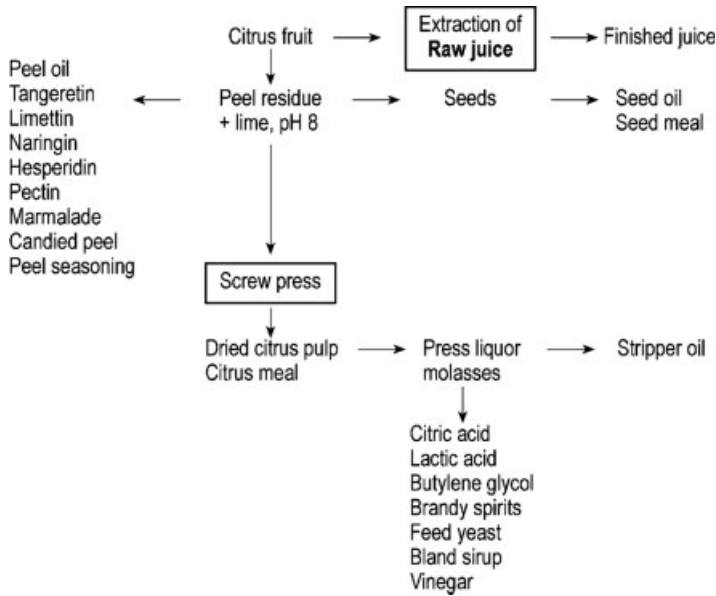 Citrus fruit
Extraction of
Raw juice
Finished juice
Peel oil
Tangeretin
Limettin
Naringin
Hesperidin
Pectin
Marmalade
Candied peel
Peel seasoning
Peel residue
+ lime, pH 8
Seeds
Seed oil
Seed meal
Screw press
Dried citrus pulp
Citrus meal
Press liquor
molasses
Stripper oil
Citric acid
Lactic acid
Butylene glycol
Brandy spirits
Feed yeast
Bland sirup
Vinegar